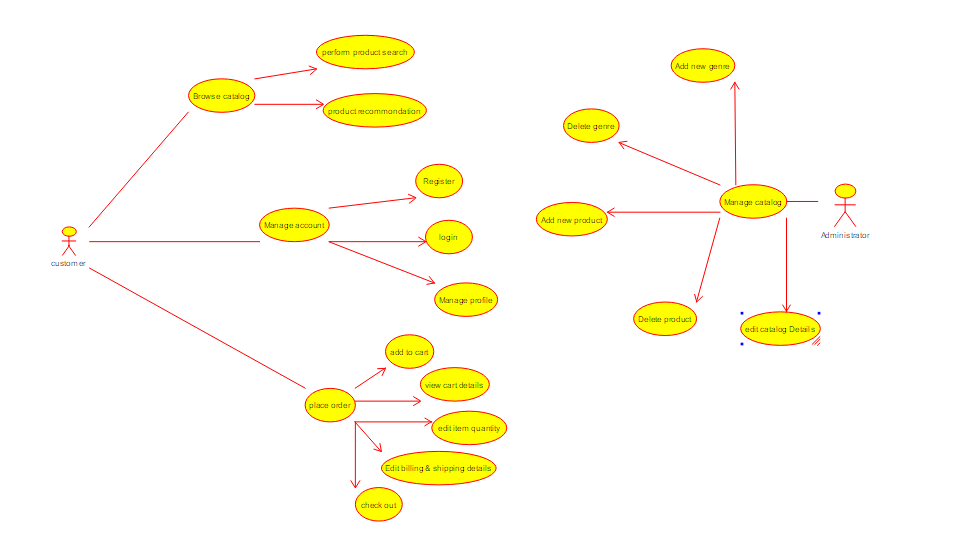 perform product search
Browse catalog
product recommondation
Register
Manage account
login
customer
Manage profile
add to cart
view cart details
place order
edit item quantity
Edit billing & shipping details
check out
Add new genre
Delete genre
Manage catalog
Add new product
Administrator
Delete product
edit catalog Details